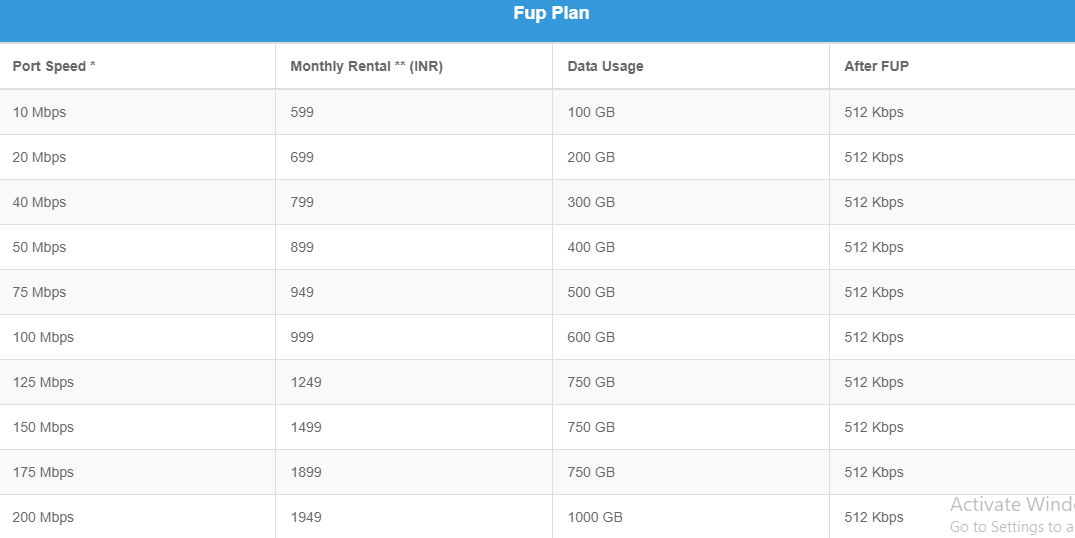 Fup Plan
Port Speed * Monthly Rental ** (INR) Data Usage After FUP
10 Mbps 599 100 GB 512 Kbps
20 Mbps 699 200 GB 512 Kbps
40 Mbps 799 300 GB 512 Kbps
50 Mbps 899 400 GB 512 Kbps
75 Mbps 949 500 GB 512 Kbps
100 Mbps 999 600 GB 512 Kbps
125 Mbps 1249 750 GB 512 Kbps
150 Mbps 1499 750 GB 512 Kbps
175 Mbps 1899 750 GB 512 Kbps
200 Mbps 1949 1000 GB 512 Kbps
Activate Wind
Go to Settings to a